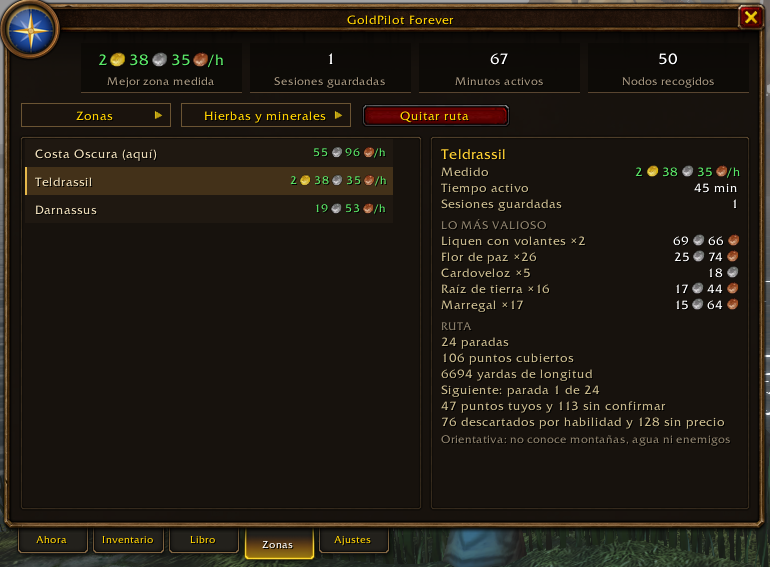 GoldPilot Forever
2 38 35 /h
Mejor zona medida
1
Sesiones guardadas
67
Minutos activos
50
Nodos recogidos
Zonas
Hierbas y minerales
Quitar ruta
Costa Oscura (aquí) 55 96 /h
Teldrassil 2 38 35 /h
Darnassus 19 53 /h
Teldrassil
Medido 2 38 35 /h
Tiempo activo 45 min
Sesiones guardadas 1
LO MÁS VALIOSO
Liquen con volantes ×2 69 66
Flor de paz ×26 25 74
Cardoveloz ×5 18
Raíz de tierra ×16 17 44
Marregal ×17 15 64
RUTA
24 paradas
106 puntos cubiertos
6694 yardas de longitud
Siguiente: parada 1 de 24
47 puntos tuyos y 113 sin confirmar
76 descartados por habilidad y 128 sin precio
Orientativa: no conoce montañas, agua ni enemigos
Ahora
Inventario
Libro
Zonas
Ajustes